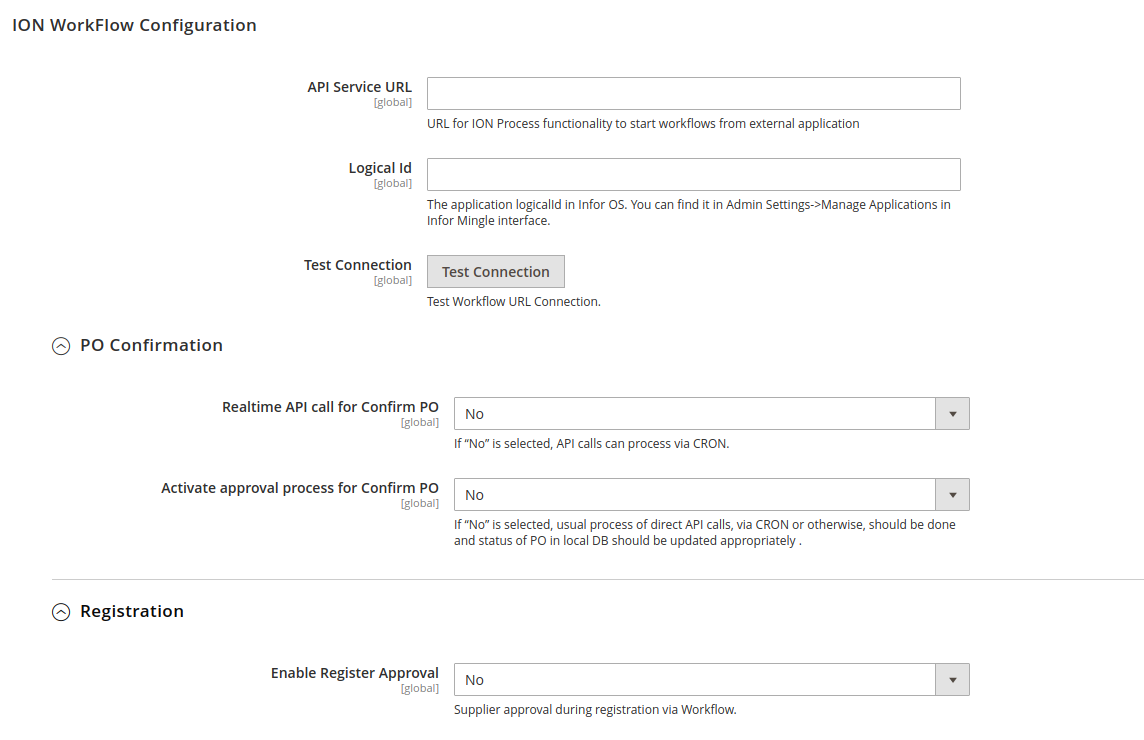 ION WorkFlow Configuration
API Service URL
[global]
URL for ION Process functionality to start workflows from external application
Logical Id
[global]
The application logicalId in Infor OS. You can find it in Admin Settings->Manage Applications in
Infor Mingle interface.
Test Connection
[global]
Test Connection
Test Workflow URL Connection.
PO Confirmation
Realtime API call for Confirm PO
[global]
No
If “No” is selected, API calls can process via CRON.
Activate approval process for Confirm PO
[global]
No
If “No” is selected, usual process of direct API calls, via CRON or otherwise, should be done
and status of PO in local DB should be updated appropriately .
Registration
Enable Register Approval
[global]
No
Supplier approval during registration via Workflow.